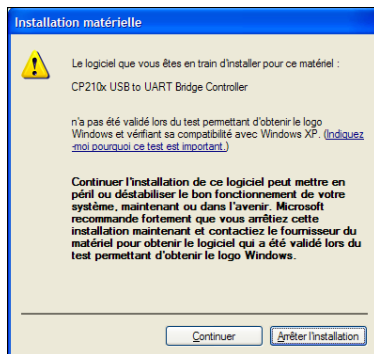 Installation matérielle
Le logiciel que vous êtes en train d'installer pour ce matériel :
CP210x USB to UART Bridge Controller
n'a pas été validé lors du test permettant d'obtenir le logo
Windows et vérifiant sa compatibilité avec Windows XP. (Indiquez
-moi pourquoi ce test est important.)
Continuer l'installation de ce logiciel peut mettre en
péril ou déstabiliser le bon fonctionnement de votre
système, maintenant ou dans l'avenir. Microsoft
recommande fortement que vous arrêtiez cette
installation maintenant et contactiez le fournisseur du
matériel pour obtenir le logiciel qui a été validé lors du
test permettant d'obtenir le logo Windows.
Continuer Arrêter l'installation